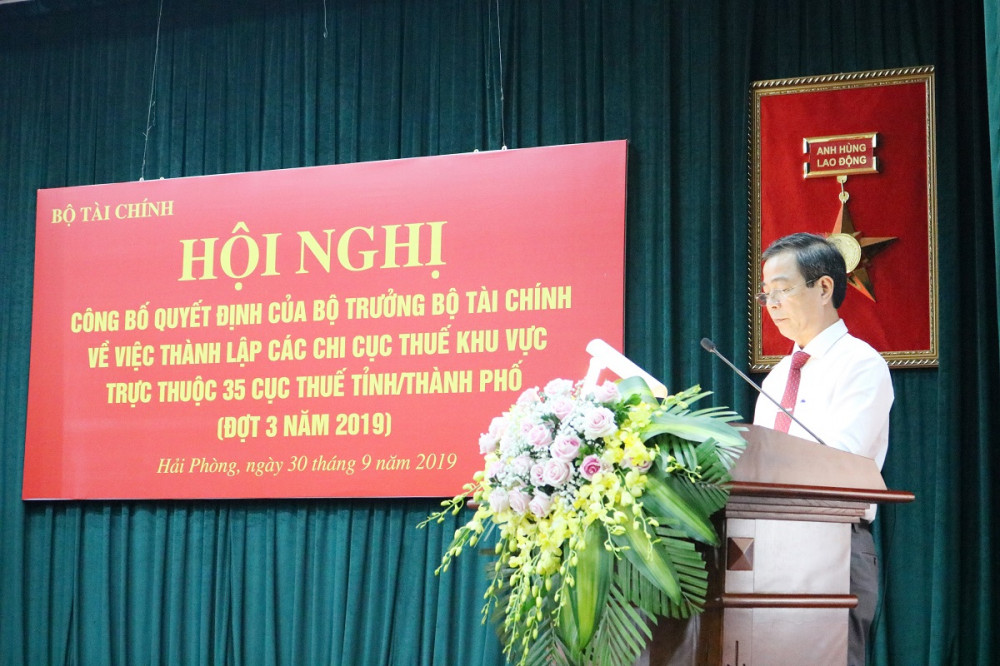 BỘ TÀI CHÍNH
HỘI NGHỊ
CÔNG BỐ QUYẾT ĐỊNH CỦA BỘ TRƯỞNG BỘ TÀI CHÍNH
VỀ VIỆC THÀNH LẬP CÁC CHI CỤC THUẾ KHU VỰC
TRỰC THUỘC 35 CỤC THUẾ TỈNH/THÀNH PHỐ
(ĐỢT 3 NĂM 2019)
Hải Phòng, ngày 30 tháng 9 năm 2019
ANH HÙNG
LAO ĐỘNG